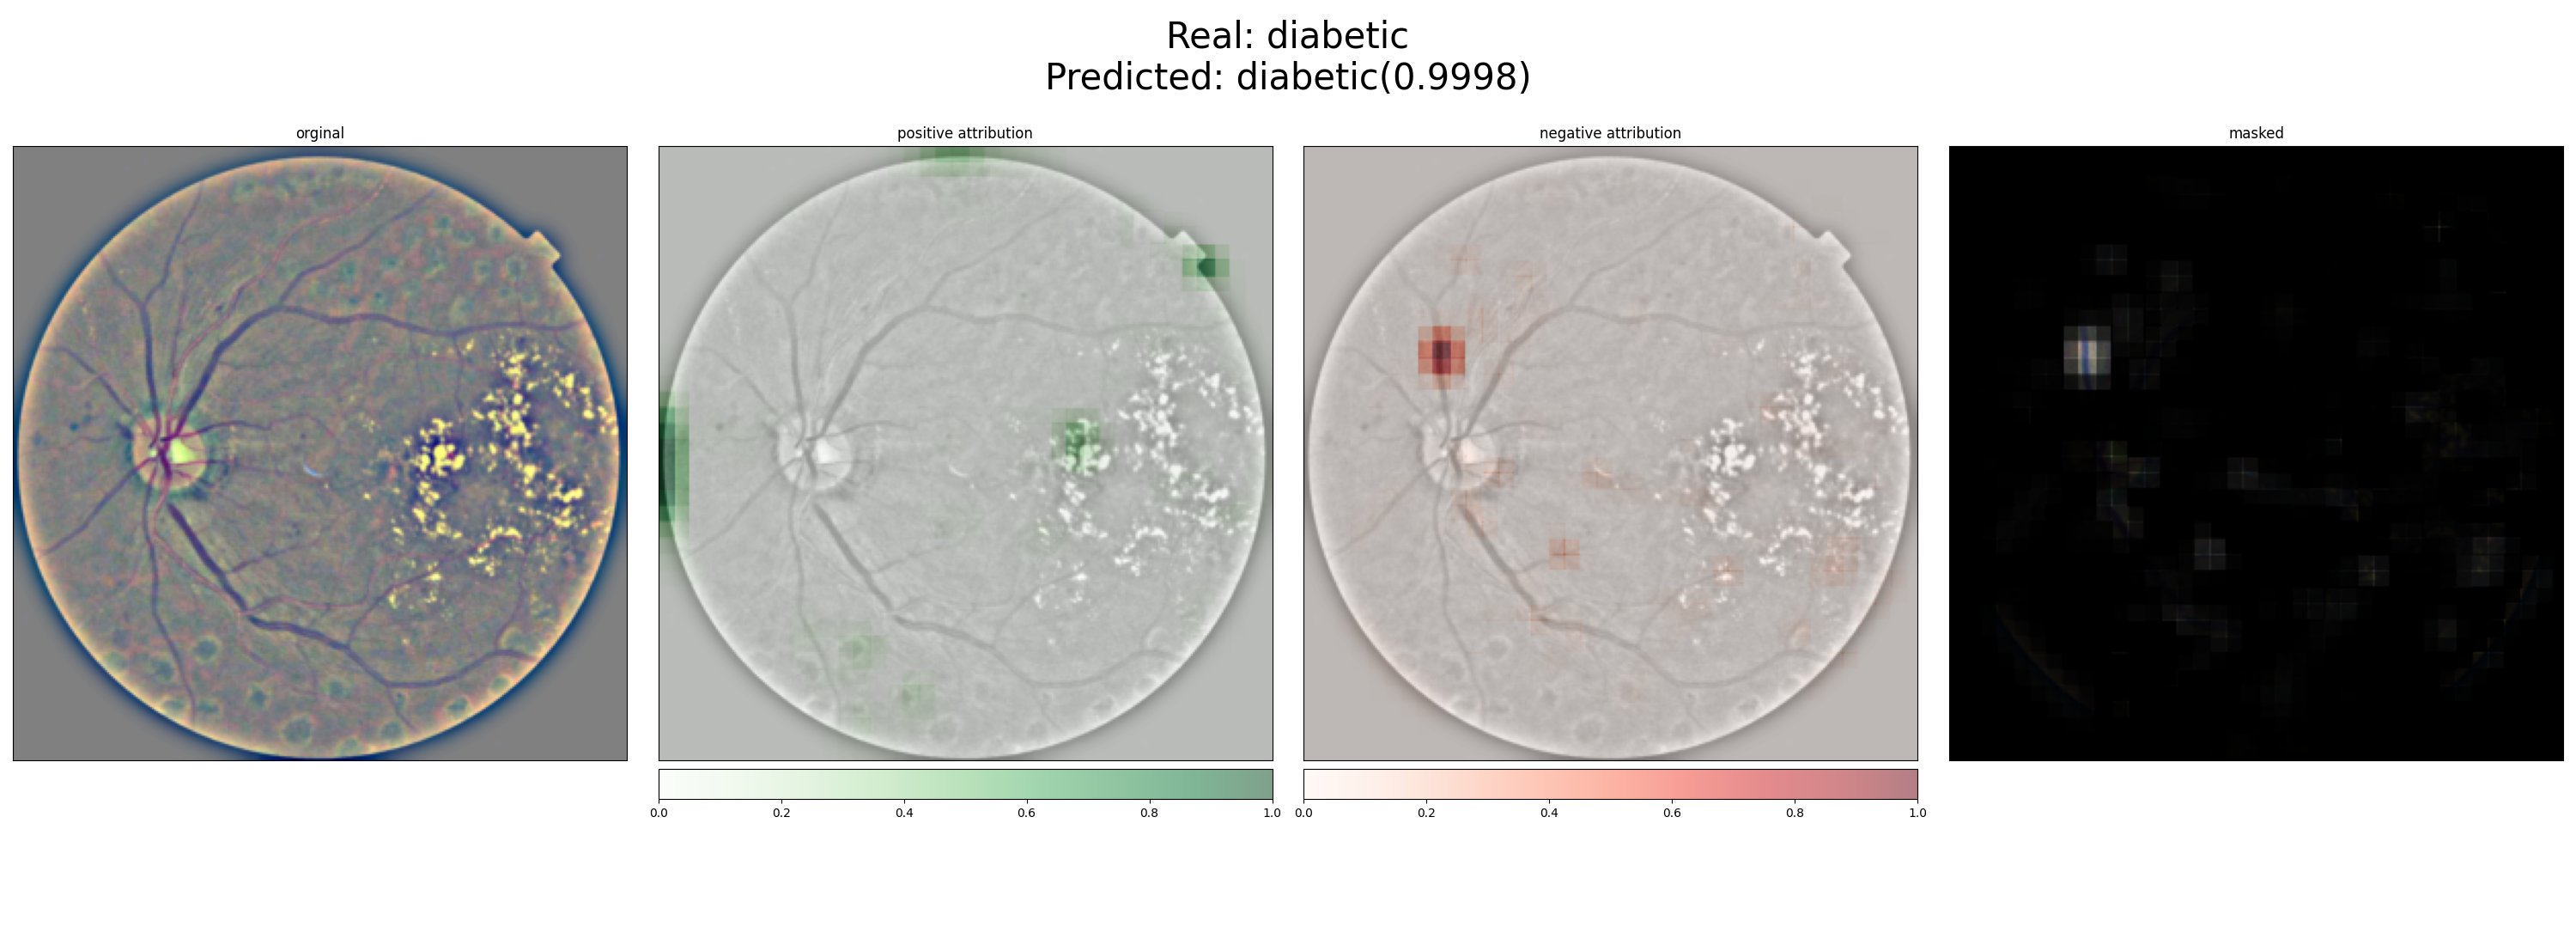 Real: diabetic
Predicted: diabetic(0.9998)
orginal
positive attribution
negative attribution
masked
0.0 0.2 0.4 0.6 0.8 1.0
0.0 0.2 0.4 0.6 0.8 1.0